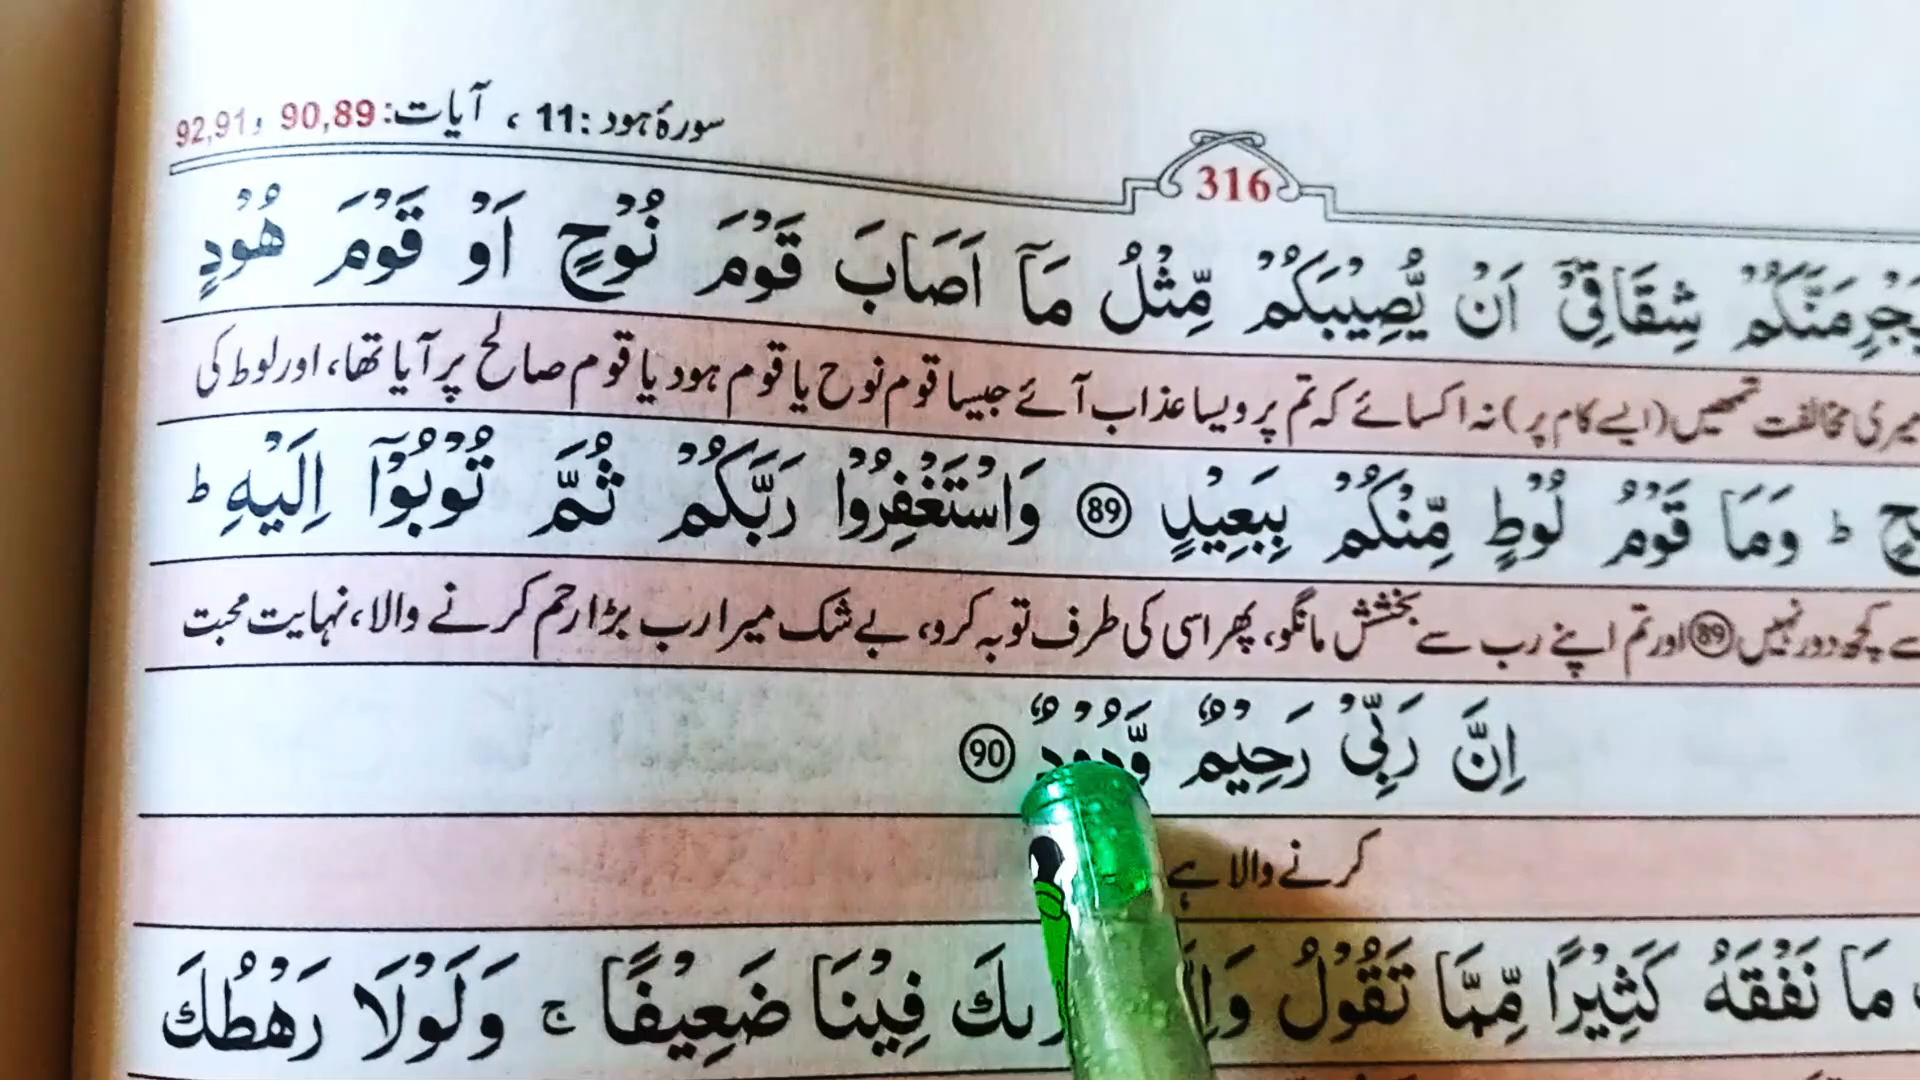 سورۂ ہود:11 ، آیات:90,89 ، 92,91
316
یَجْرِمَنَّكُمْ شِقَاقِیْۤ اَنْ یُّصِیْبَكُمْ مِّثْلُ مَاۤ اَصَابَ قَوْمَ نُوْحٍ اَوْ قَوْمَ هُوْدٍ
میری مخالفت تمھیں (ایسے کام پر) نہ اکسائے کہ تم پر ویسا عذاب آئے جیسا قوم نوح یا قوم ہود یا قوم صالح پر آیا تھا، اور لوط کی
ؕ وَمَا قَوْمُ لُوْطٍ مِّنْكُمْ بِبَعِیْدٍ 89 وَاسْتَغْفِرُوْا رَبَّكُمْ ثُمَّ تُوْبُوْۤا اِلَیْهِ ؕ
سے کچھ دور نہیں 89 اور تم اپنے رب سے بخشش مانگو، پھر اسی کی طرف توبہ کرو، بے شک میرا رب بڑا رحم کرنے والا، نہایت محبت
اِنَّ رَبِّیْ رَحِیْمٌ وَّدُوْدٌ 90
کرنے والا ہے
مَا نَفْقَهُ كَثِیْرًا مِّمَّا تَقُوْلُ فِیْنَا ضَعِیْفًا ۚ وَلَوْلَا رَهْطُكَ